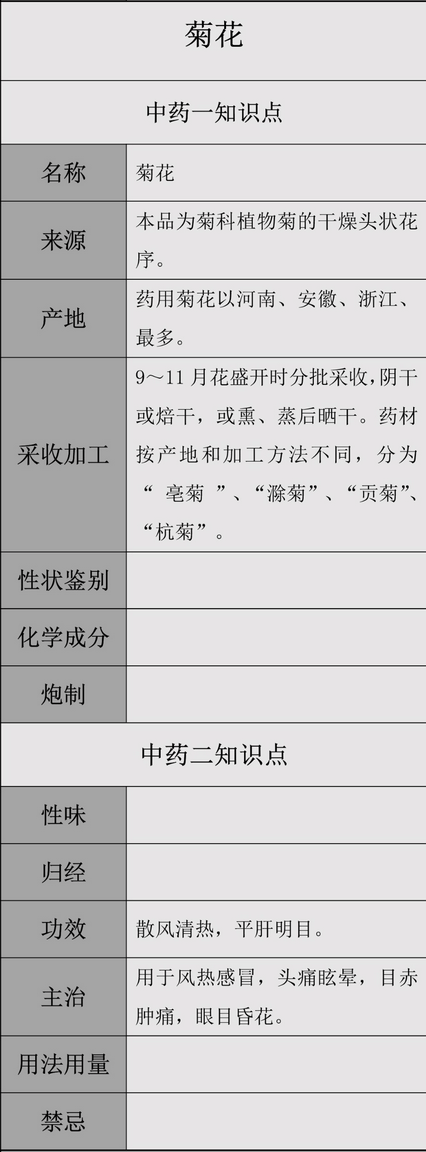 菊花
中药一知识点
名称
菊花
来源
本品为菊科植物菊的干燥头状花
序。
产地
药用菊花以河南、安徽、浙江、
最多。
采收加工
9～11 月花盛开时分批采收,阴干
或焙干，或熏、蒸后晒干。药材
按产地和加工方法不同，分为
“ 亳菊 ”、“滁菊”、“贡菊”、
“杭菊”。
性状鉴别
化学成分
炮制
中药二知识点
性味
归经
功效
散风清热，平肝明目。
主治
用于风热感冒，头痛眩晕，目赤
肿痛，眼目昏花。
用法用量
禁忌